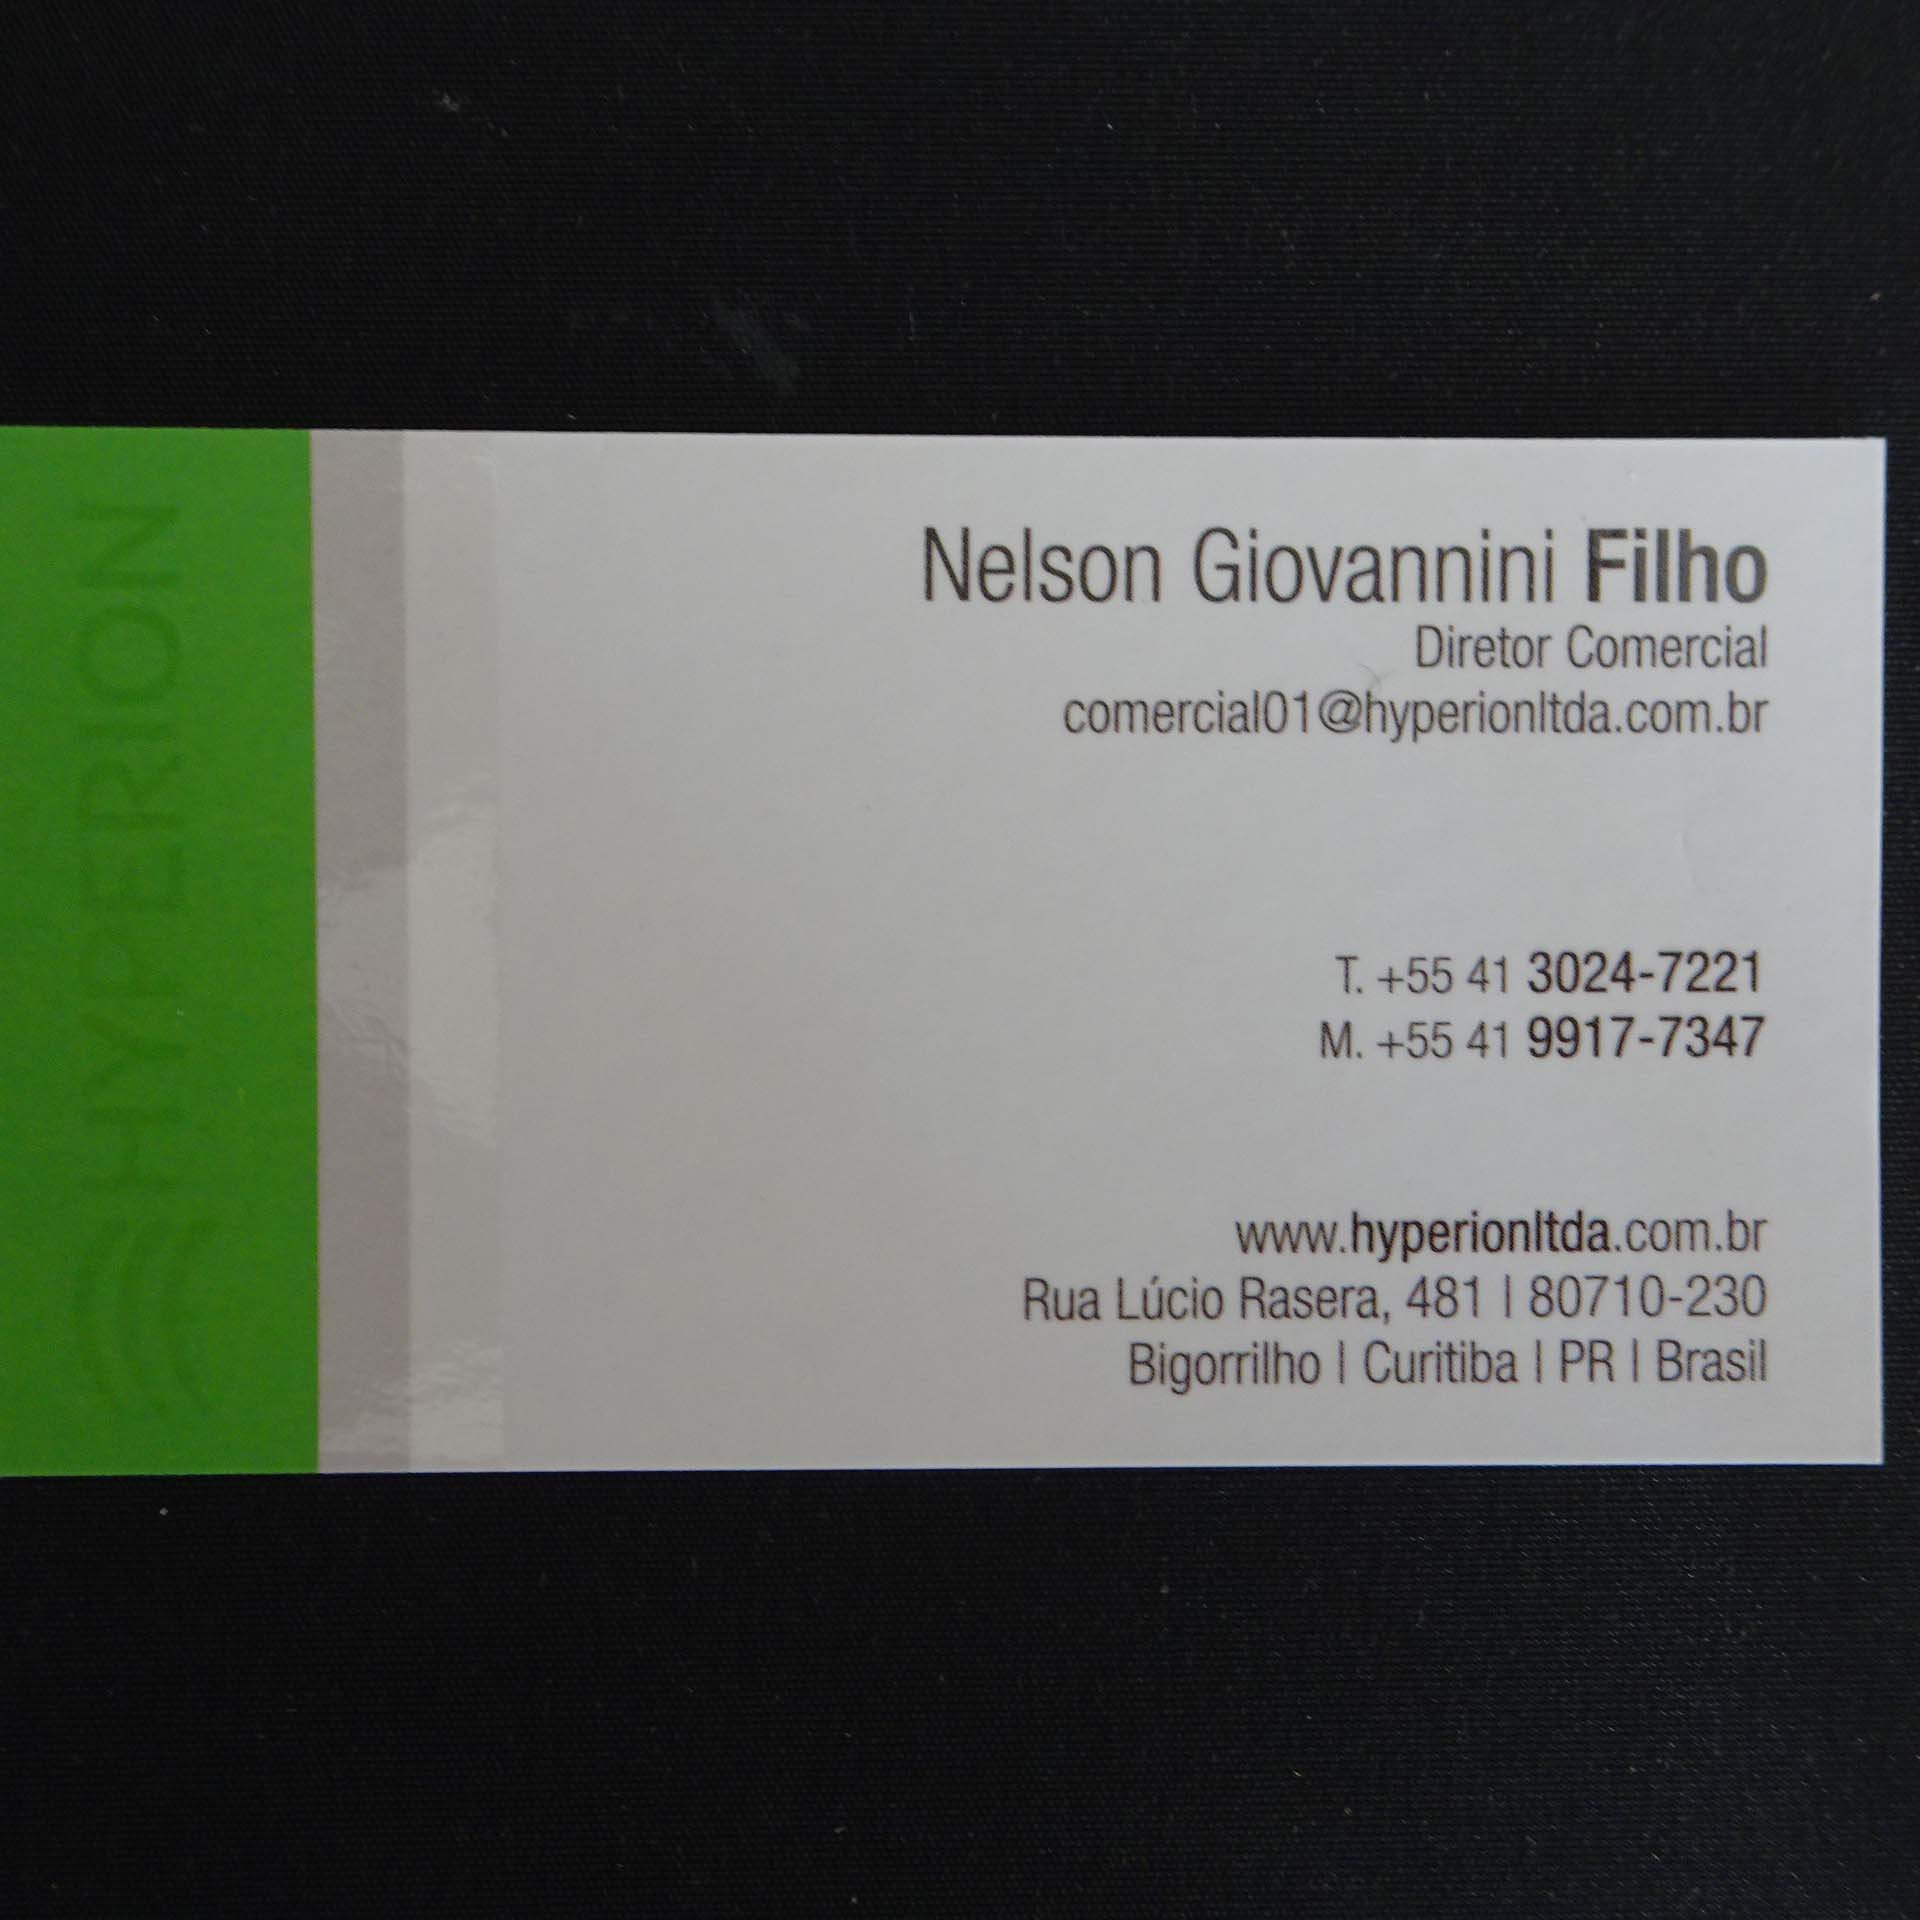 HYPERION
Nelson Giovannini Filho
Diretor Comercial
comercial01@hyperionltda.com.br
T. +55 41 3024-7221
M. +55 41 9917-7347
www.hyperionltda.com.br
Rua Lúcio Rasera, 481 | 80710-230
Bigorrilho | Curitiba | PR | Brasil